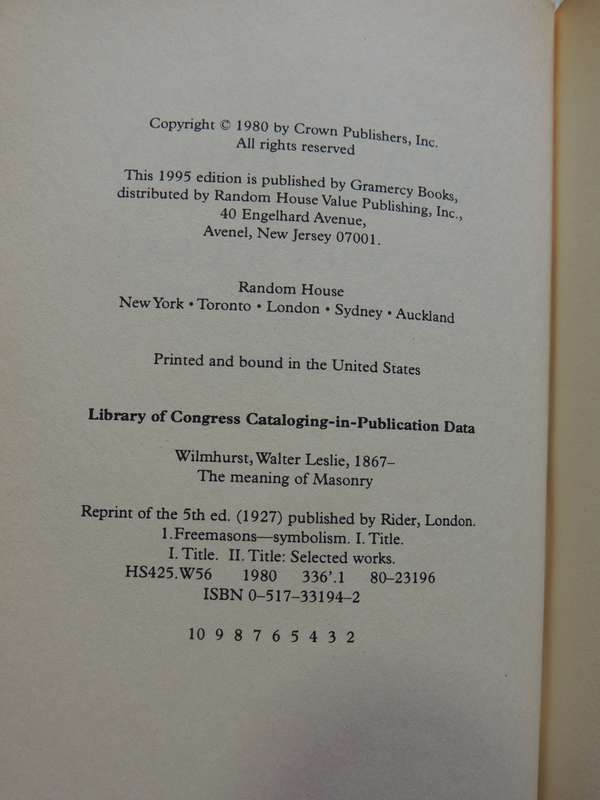 Copyright © 1980 by Crown Publishers, Inc.
All rights reserved
This 1995 edition is published by Gramercy Books,
distributed by Random House Value Publishing, Inc.,
40 Engelhard Avenue,
Avenel, New Jersey 07001.
Random House
New York • Toronto • London • Sydney • Auckland
Printed and bound in the United States
Library of Congress Cataloging-in-Publication Data
Wilmhurst, Walter Leslie, 1867–
The meaning of Masonry
Reprint of the 5th ed. (1927) published by Rider, London.
1.Freemasons—symbolism. I. Title.
I. Title. II. Title: Selected works.
HS425.W56 1980 336'.1 80–23196
ISBN 0–517–33194–2
10 9 8 7 6 5 4 3 2